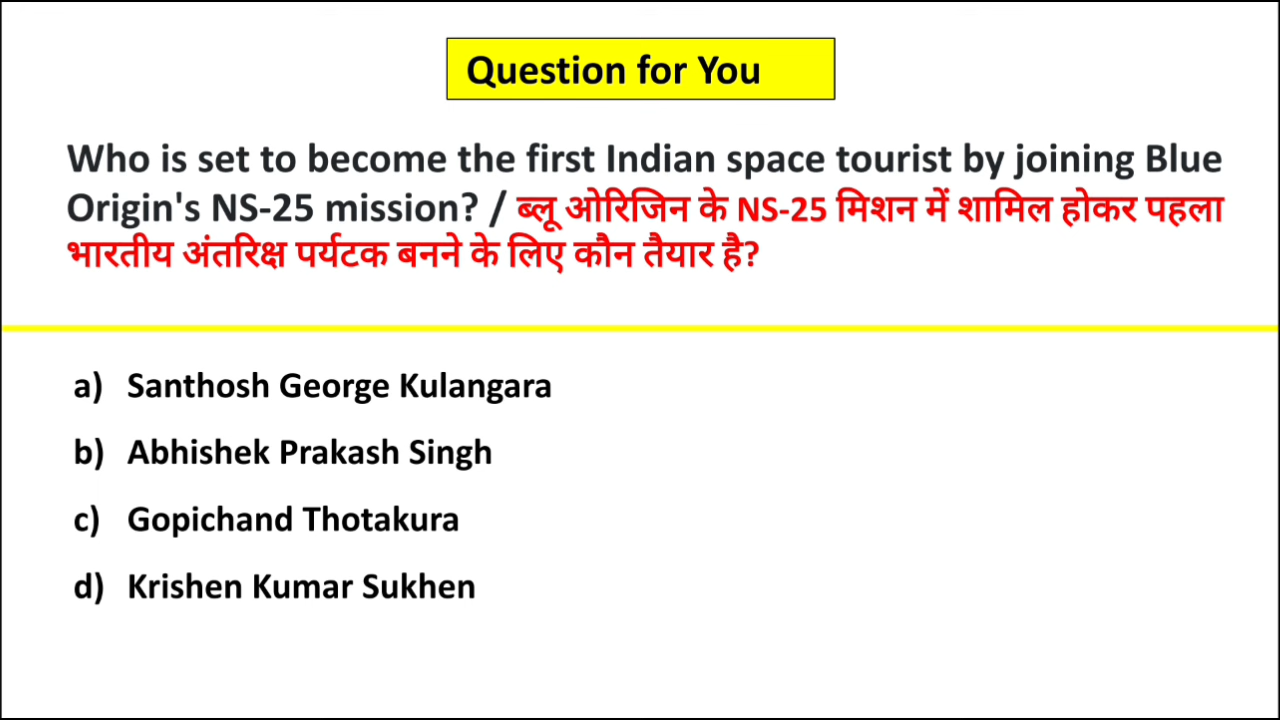 Question for You
Who is set to become the first Indian space tourist by joining Blue
Origin's NS-25 mission? / ब्लू ओरिजिन के NS-25 मिशन में शामिल होकर पहला
भारतीय अंतरिक्ष पर्यटक बनने के लिए कौन तैयार है?
a) Santhosh George Kulangara
b) Abhishek Prakash Singh
c) Gopichand Thotakura
d) Krishen Kumar Sukhen